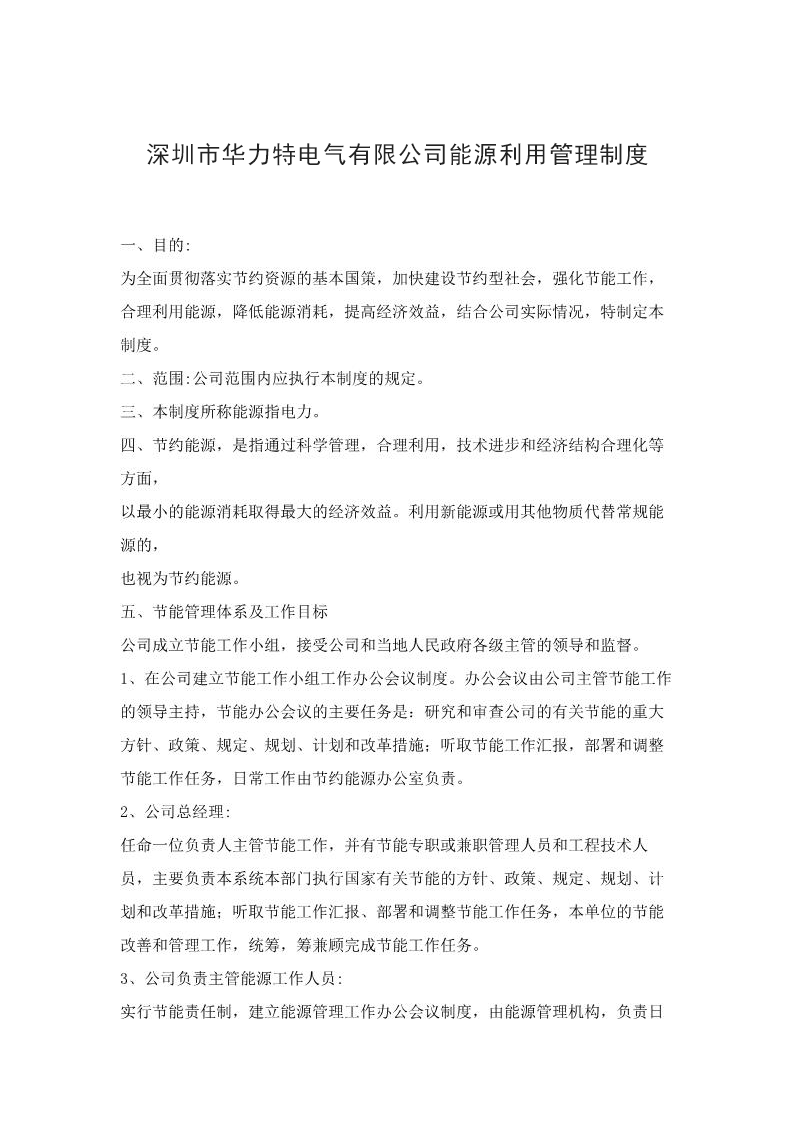 深圳市华力特电气有限公司能源利用管理制度
一、目的:
为全面贯彻落实节约资源的基本国策，加快建设节约型社会，强化节能工作，
合理利用能源，降低能源消耗，提高经济效益，结合公司实际情况，特制定本
制度。
二、范围:公司范围内应执行本制度的规定。
三、本制度所称能源指电力。
四、节约能源，是指通过科学管理，合理利用，技术进步和经济结构合理化等
方面，
以最小的能源消耗取得最大的经济效益。利用新能源或用其他物质代替常规能
源的，
也视为节约能源。
五、节能管理体系及工作目标
公司成立节能工作小组，接受公司和当地人民政府各级主管的领导和监督。
1、在公司建立节能工作小组工作办公会议制度。办公会议由公司主管节能工作
的领导主持，节能办公会议的主要任务是：研究和审查公司的有关节能的重大
方针、政策、规定、规划、计划和改革措施；听取节能工作汇报，部署和调整
节能工作任务，日常工作由节约能源办公室负责。
2、公司总经理:
任命一位负责人主管节能工作，并有节能专职或兼职管理人员和工程技术人
员，主要负责本系统本部门执行国家有关节能的方针、政策、规定、规划、计
划和改革措施；听取节能工作汇报、部署和调整节能工作任务，本单位的节能
改善和管理工作，统筹，筹兼顾完成节能工作任务。
3、公司负责主管能源工作人员:
实行节能责任制，建立能源管理工作办公会议制度，由能源管理机构，负责日